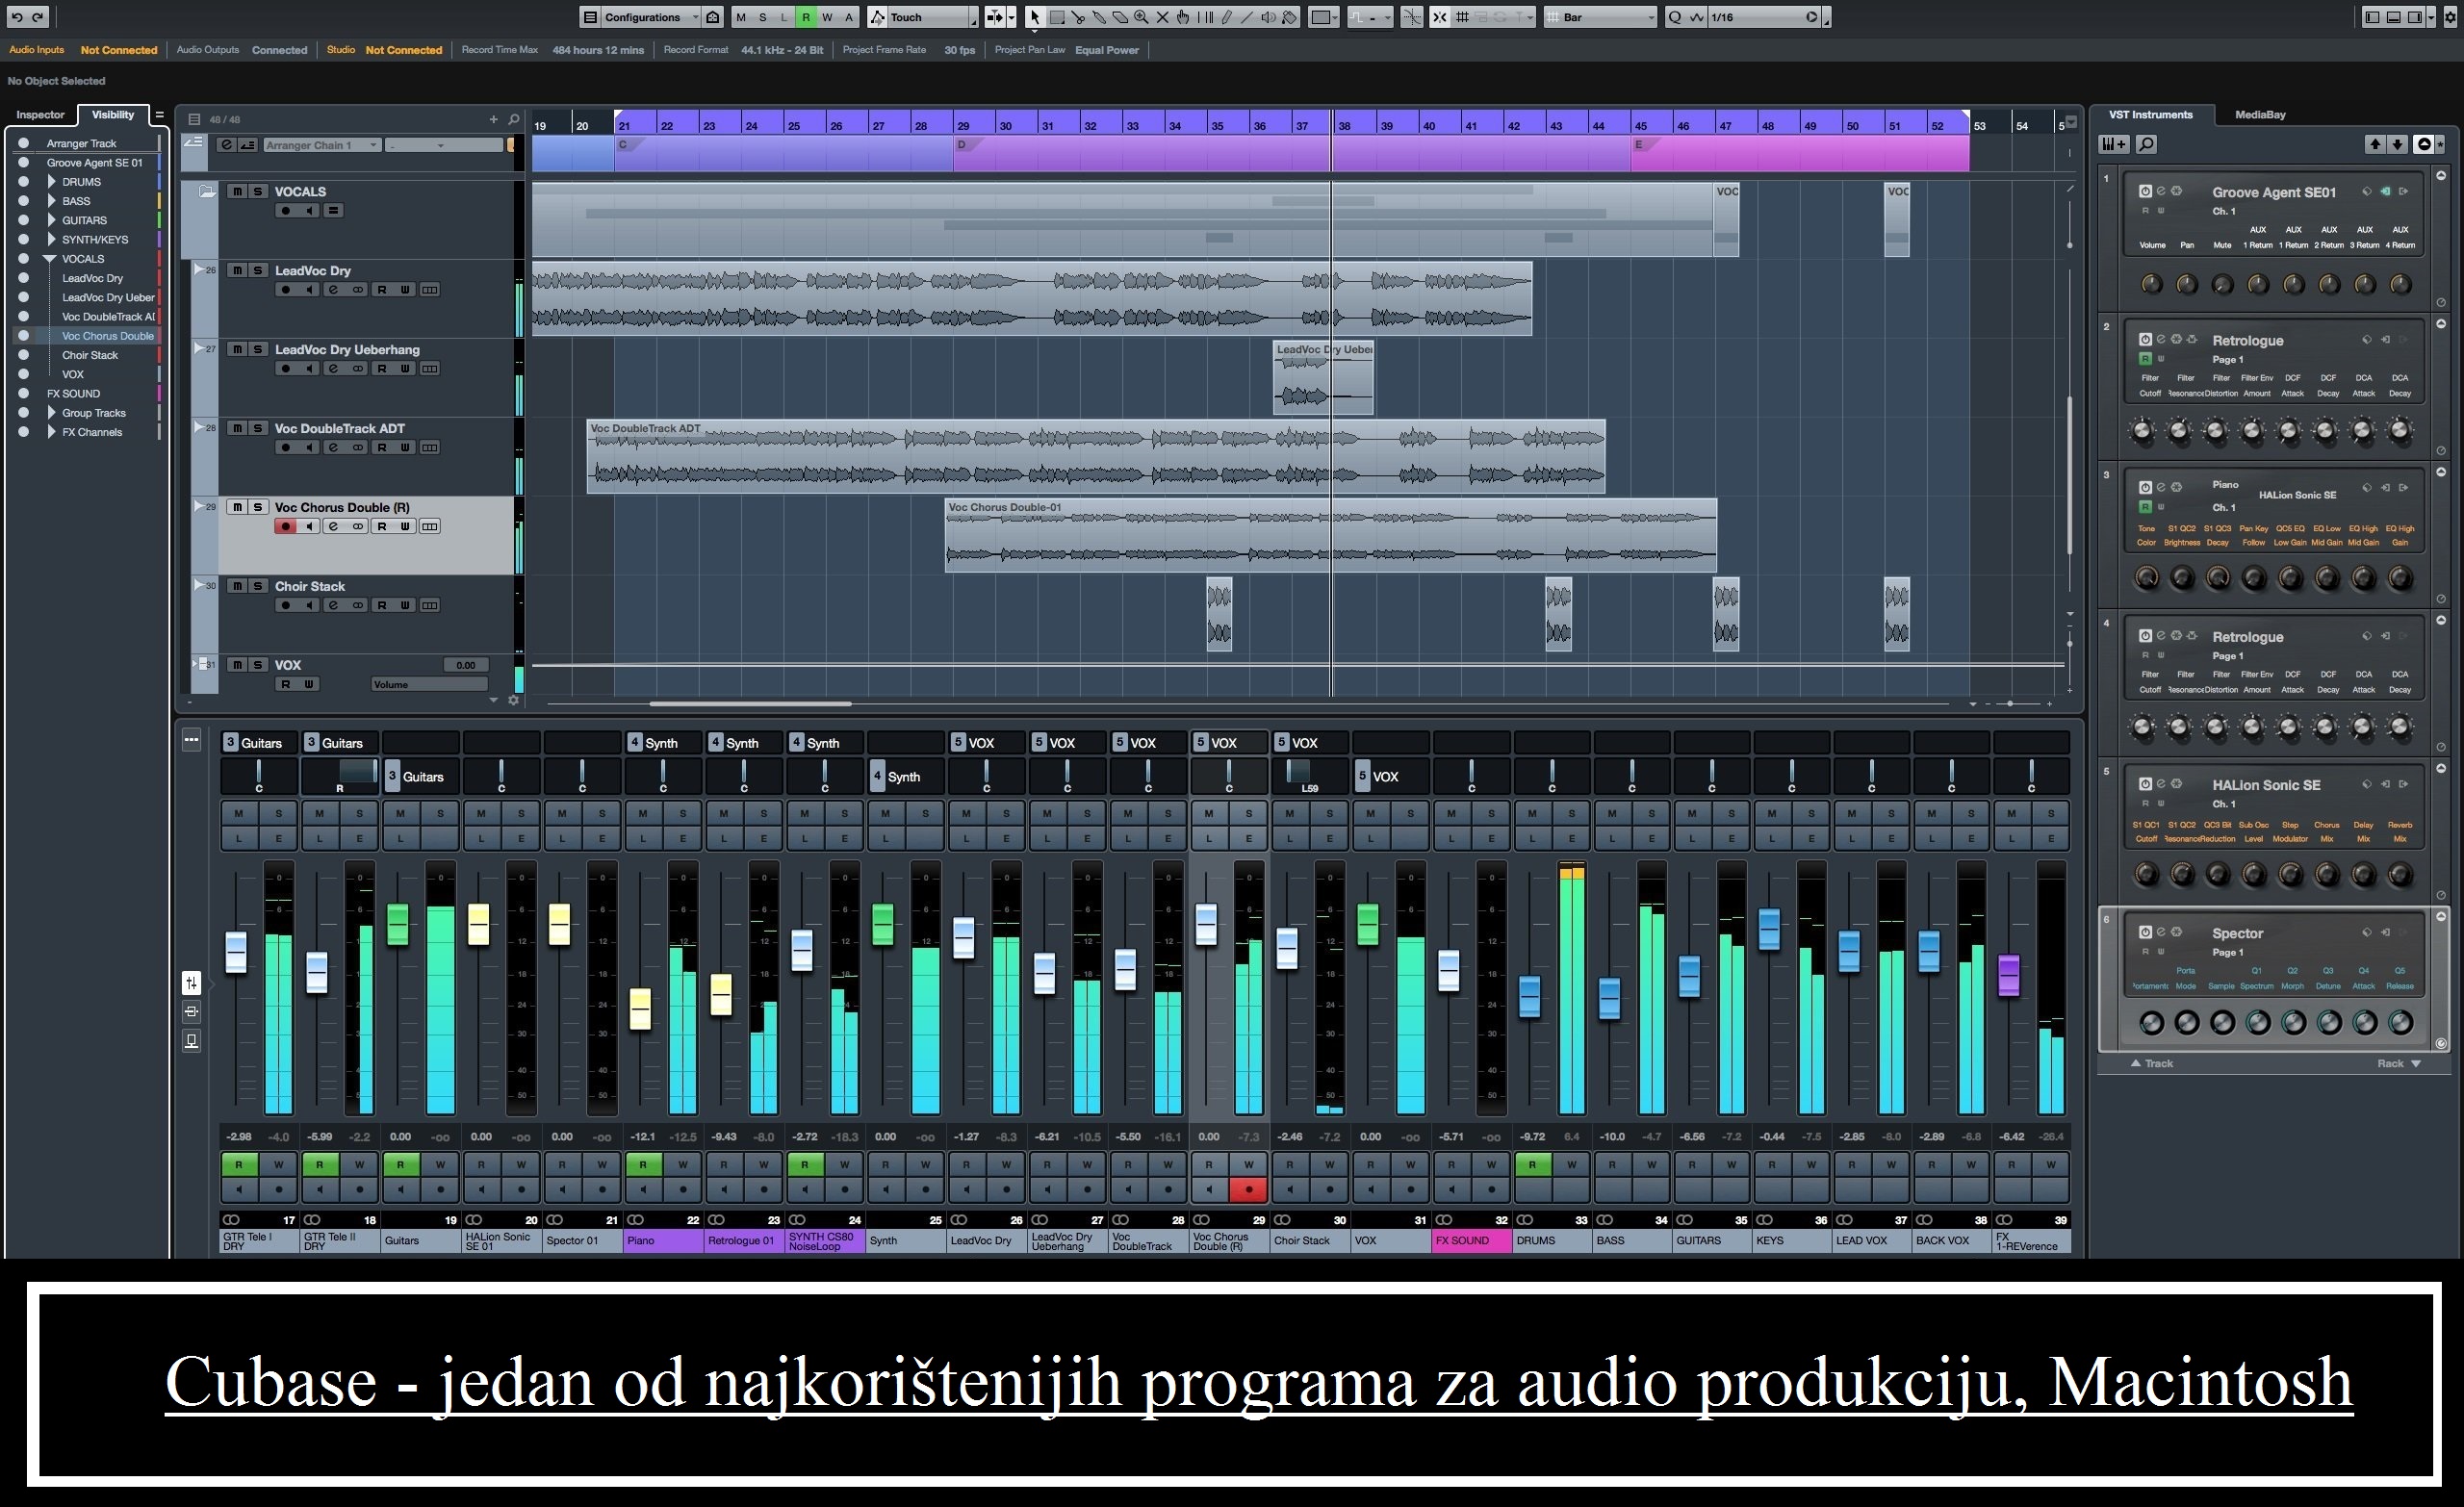 Configurations M S L R W A Touch Bar Q 1/16
Audio Inputs Not Connected Audio Outputs Connected Studio Not Connected Record Time Max 484 hours 12 mins Record Format 44.1 kHz - 24 Bit Project Frame Rate 30 fps Project Pan Law Equal Power
No Object Selected
Inspector Visibility
Arranger Track
Groove Agent SE 01
DRUMS
BASS
GUITARS
SYNTH/KEYS
VOCALS
LeadVoc Dry
LeadVoc Dry Ueber
Voc DoubleTrack AD
Voc Chorus Double
Choir Stack
VOX
FX SOUND
Group Tracks
FX Channels
48 / 48
19 20 21 22 23 24 25 26 27 28 29 30 31 32 33 34 35 36 37 38 39 40 41 42 43 44 45 46 47 48 49 50 51 52 53 54 5
Arranger Chain 1 - C D E
m S VOCALS VOC VOC
26 m S LeadVoc Dry
R W
27 m S LeadVoc Dry Ueberhang LeadVoc Dry Ueber
R W
28 m S Voc DoubleTrack ADT Voc DoubleTrack ADT
R W
29 m S Voc Chorus Double (R) Voc Chorus Double-01
R W
30 m S Choir Stack
R W
31 m S VOX 0.00
R W Volume
VST Instruments MediaBay
1 Groove Agent SE01
R W Ch. 1
AUX AUX AUX AUX AUX
Volume Pan Mute 1 Return 1 Return 2 Return 3 Return 4 Return
2 Retrologue
R W Page 1
Filter Filter Filter Filter Env DCF DCF DCA DCA
Cutoff Resonance Distortion Amount Attack Decay Attack Decay
3 Piano HALion Sonic SE
R W Ch. 1
Tone S1 QC2 S1 QC3 Pan Key QC5 EQ EQ Low EQ High EQ High
Color Brightness Decay Follow Low Gain Mid Gain Mid Gain Gain
4 Retrologue
R W Page 1
Filter Filter Filter Filter Env DCF DCF DCA DCA
Cutoff Resonance Distortion Amount Attack Decay Attack Decay
5 HALion Sonic SE
R W Ch. 1
S1 QC1 S1 QC2 QC3 Bit Sub Osc Step Chorus Delay Reverb
Cutoff Resonance Reduction Level Modulator Mix Mix Mix
6 Spector
R W Page 1
Porta Q1 Q2 Q3 Q4 Q5
Portamento Mode Sample Spectrum Morph Detune Attack Release
Track Rack
3 Guitars 3 Guitars 4 Synth 4 Synth 4 Synth 5 VOX 5 VOX 5 VOX 5 VOX 5 VOX
C R 3 Guitars C C C C C 4 Synth C C C C L59 5 VOX C C C C C C C C
-2.98 -4.0 -5.99 -2.2 0.00 -oo 0.00 -oo 0.00 -oo -12.1 -12.5 -9.43 -8.0 -2.72 -18.3 0.00 -oo -1.27 -8.3 -6.21 -10.5 -5.50 -16.1 0.00 -7.3 -2.46 -7.2 0.00 -oo -5.71 -oo -9.72 6.4 -10.0 -4.7 -6.56 -7.2 -0.44 -7.5 -2.85 -8.0 -2.89 -6.8 -6.42 -26.4
17 18 19 20 21 22 23 24 25 26 27 28 29 30 31 32 33 34 35 36 37 38 39
GTR Tele I DRY GTR Tele II DRY Guitars HALion Sonic SE 01 Spector 01 Piano Retrologue 01 SYNTH CS80 NoiseLoop Synth LeadVoc Dry LeadVoc Dry Ueberhang Voc DoubleTrack Voc Chorus Double (R) Choir Stack VOX FX SOUND DRUMS BASS GUITARS KEYS LEAD VOX BACK VOX FX 1-REVerence
Cubase - jedan od najkorištenijih programa za audio produkciju, Macintosh